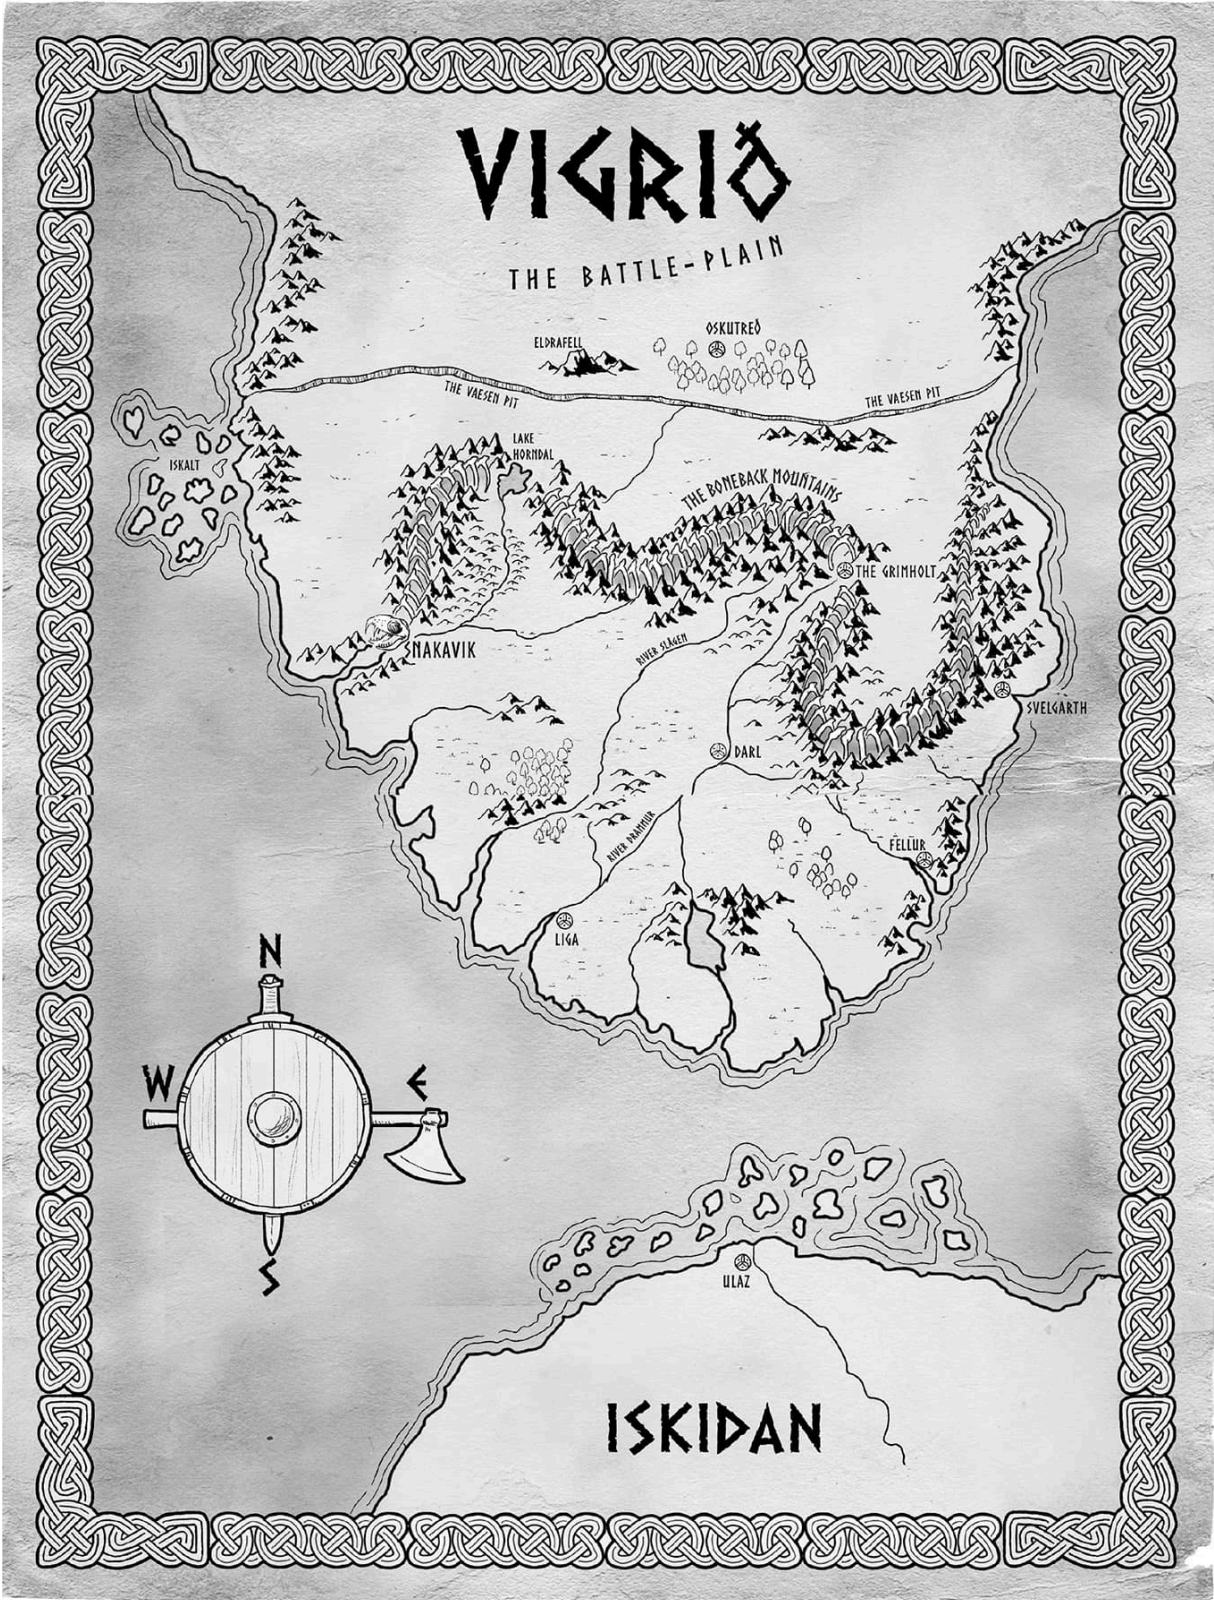 VIGRIÐ
THE BATTLE-PLAIN
OSKUTREÐ
ELDRAFELL
THE VAESEN PIT
THE VAESEN PIT
LAKE
HORNDAL
ISKALT
THE BONEBACK MOUNTAINS
THE GRIMHOLT
SNAKAVIK
RIVER SLÅGEN
SVELGARTH
DARL
RIVER DRAMMUR
FELLUR
LIGA
N
W
E
S
ULAZ
ISKIDAN